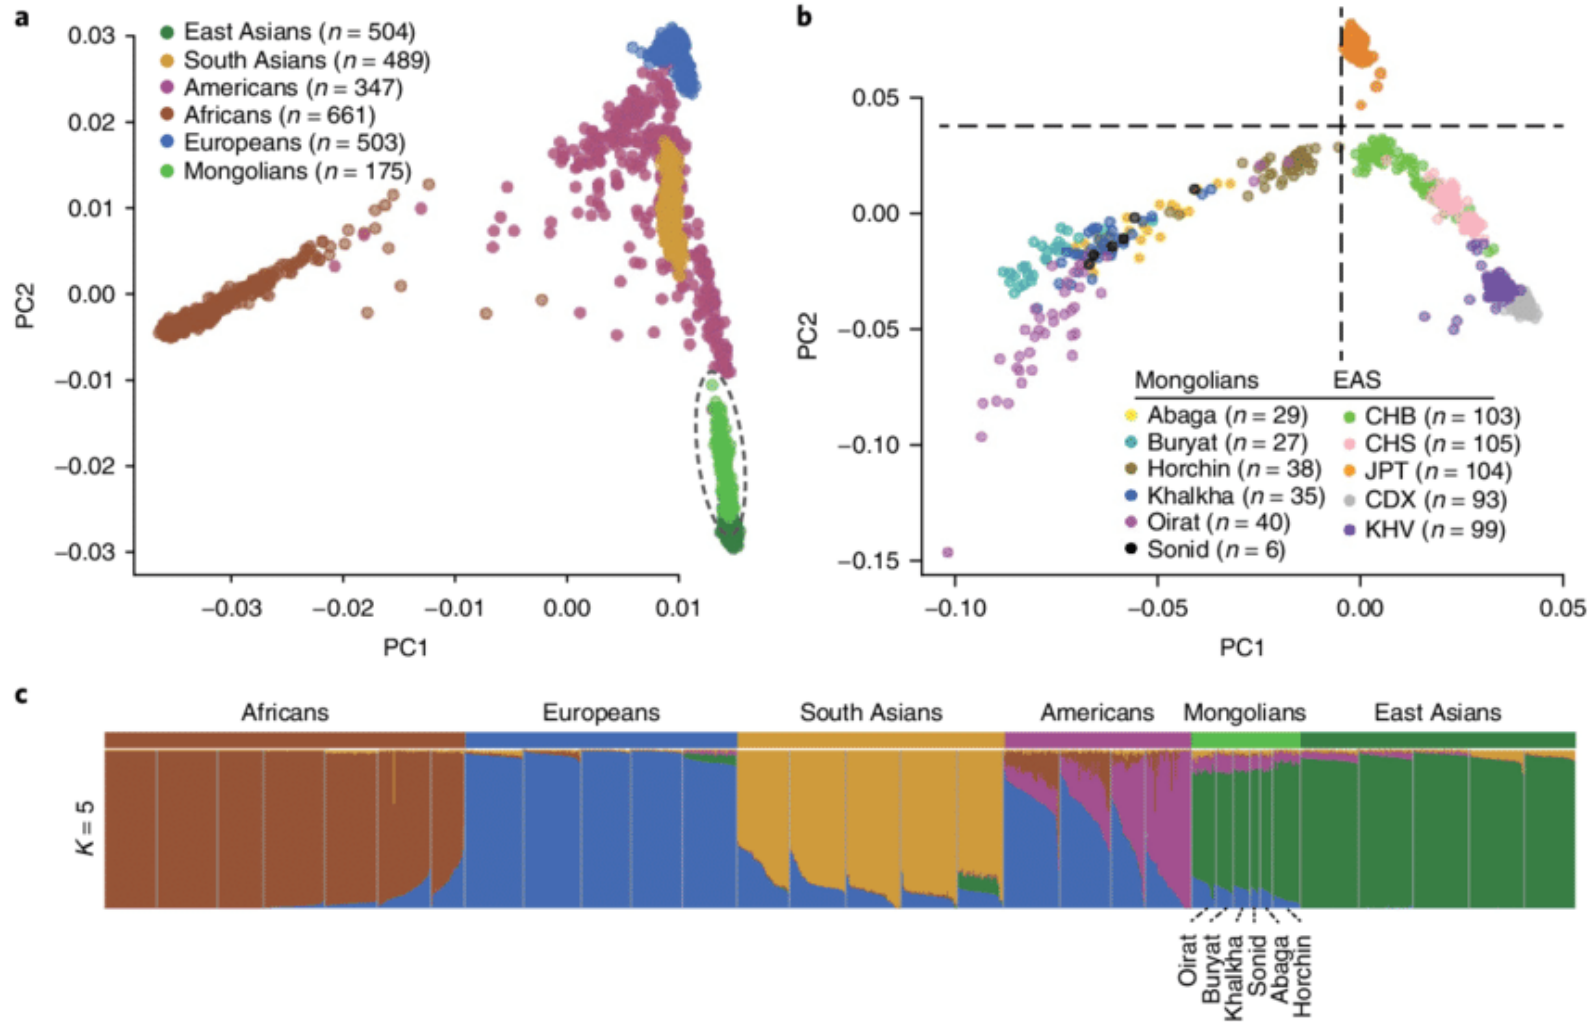 a
East Asians (n = 504)
South Asians (n = 489)
Americans (n = 347)
Africans (n = 661)
Europeans (n = 503)
Mongolians (n = 175)
0.03
0.02
0.01
0.00
−0.01
−0.02
−0.03
PC2
−0.03
−0.02
−0.01
0.00
0.01
PC1
b
0.05
0.00
−0.05
−0.10
−0.15
PC2
Mongolians
Abaga (n = 29)
Buryat (n = 27)
Horchin (n = 38)
Khalkha (n = 35)
Oirat (n = 40)
Sonid (n = 6)
EAS
CHB (n = 103)
CHS (n = 105)
JPT (n = 104)
CDX (n = 93)
KHV (n = 99)
−0.10
−0.05
0.00
0.05
PC1
c
Africans
Europeans
South Asians
Americans
Mongolians
East Asians
K = 5
Oirat
Buryat
Khalkha
Sonid
Abaga
Horchin